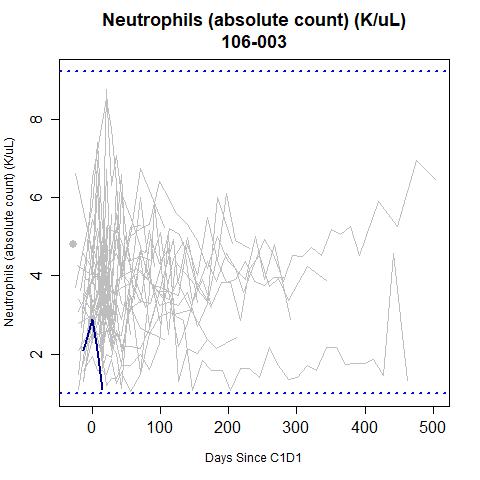 Neutrophils (absolute count) (K/uL)
106-003
Neutrophils (absolute count) (K/uL)
8
6
4
2
0 100 200 300 400 500
Days Since C1D1